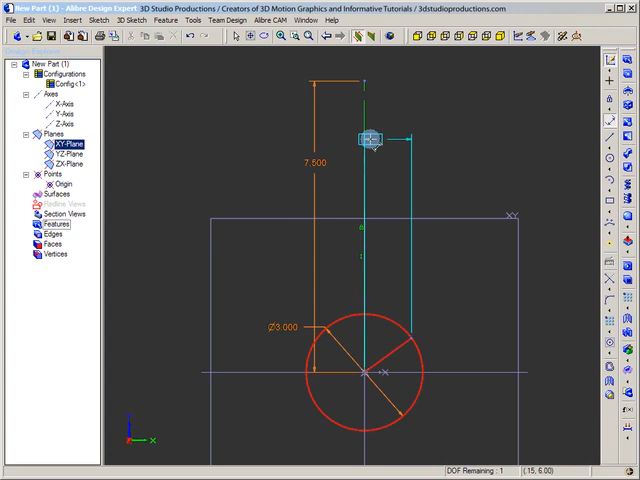 New Part (1) - Alibre Design Expert
3D Studio Productions / Creators of 3D Motion Graphics and Informative Tutorials / 3dstudioproductions.com
File Edit View Insert Sketch 3D Sketch Tools Team Design Alibre CAM Window Help
Design Explorer
New Part (1)
Configurations
Config<1>
Axes
X-Axis
Y-Axis
Z-Axis
Planes
XY-Plane
YZ-Plane
ZX-Plane
Points
Origin
Surfaces
Redline Views
Section Views
Features
Edges
Faces
Vertices
7.500
XY
Ø3.000
X
X
DOF Remaining : 1
(.15, 6.00)